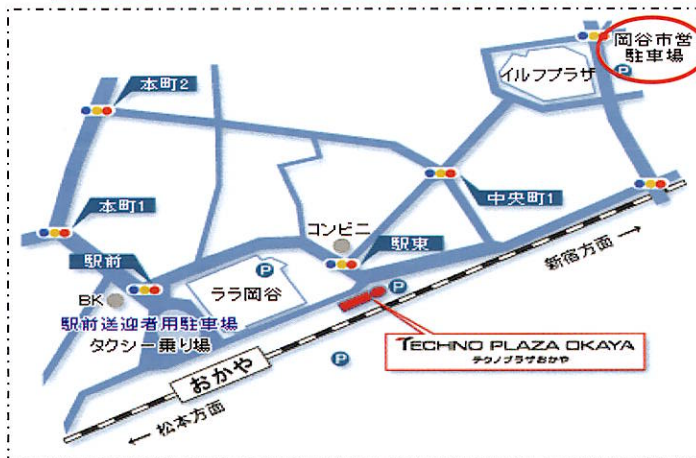 岡谷市営
駐車場
P
イルフプラザ
本町2
中央町1
本町1
コンビニ
駅東
新宿方面→
駅前
P
ララ岡谷
P
BK
駅前送迎者用駐車場
タクシー乗り場
TECHNO PLAZA OKAYA
テクノプラザおかや
P
おかや
←松本方面